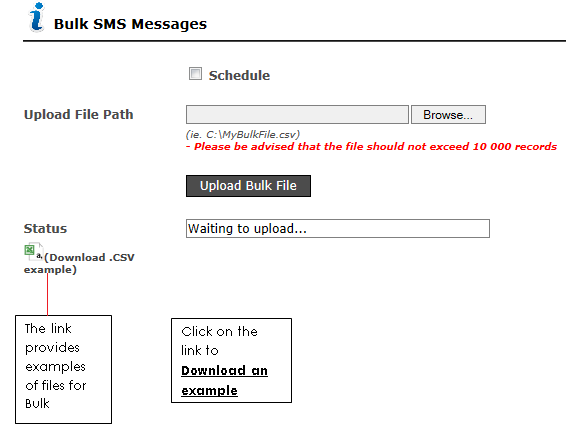 Bulk SMS Messages
Schedule
Upload File Path
Browse...
(ie. C:\MyBulkFile.csv)
- Please be advised that the file should not exceed 10 000 records
Upload Bulk File
Status
Waiting to upload...
(Download .CSV
example)
The link
provides
examples
of files for
Bulk
Click on the
link to
Download an
example